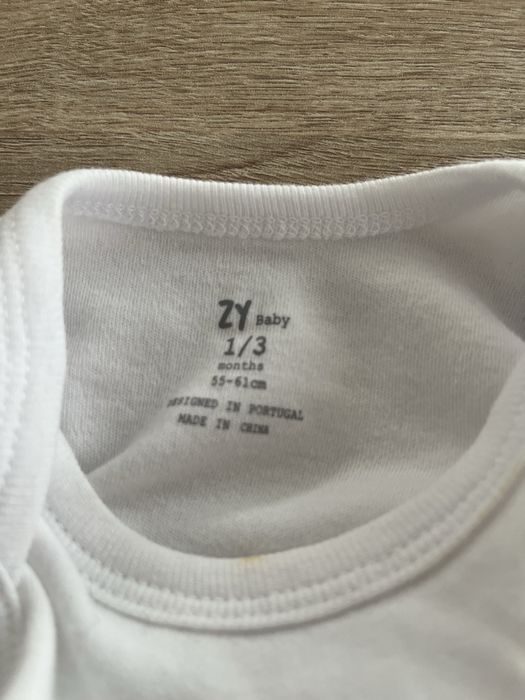 ZY Baby
1/3
months
55-61cm
DESIGNED IN PORTUGAL
MADE IN CHINA